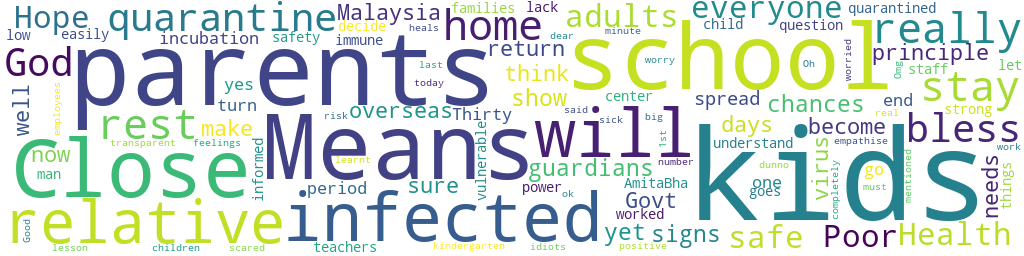 Hope quarantine Malaysia families lack adults everyone quarantined
low easily incubation safety decide immune heals home dear child question really
God parents return minute school Oh worried principle
yes turn last today think worry Omg staff let
well employees risk overseas Thirty show center spread chances end stay strong
rest make said sick big days become real bless
transparent feelings informed learnt vulnerable will 1st understand virus empathise work
Close Means guardians number kids
now man period sure power ok AmitaBha dunno one goes completely go must mentioned needs things
relative infected worked Govt Poor Health
Good teachers kindergarten idiots yet signs safe
lesson children scared positive